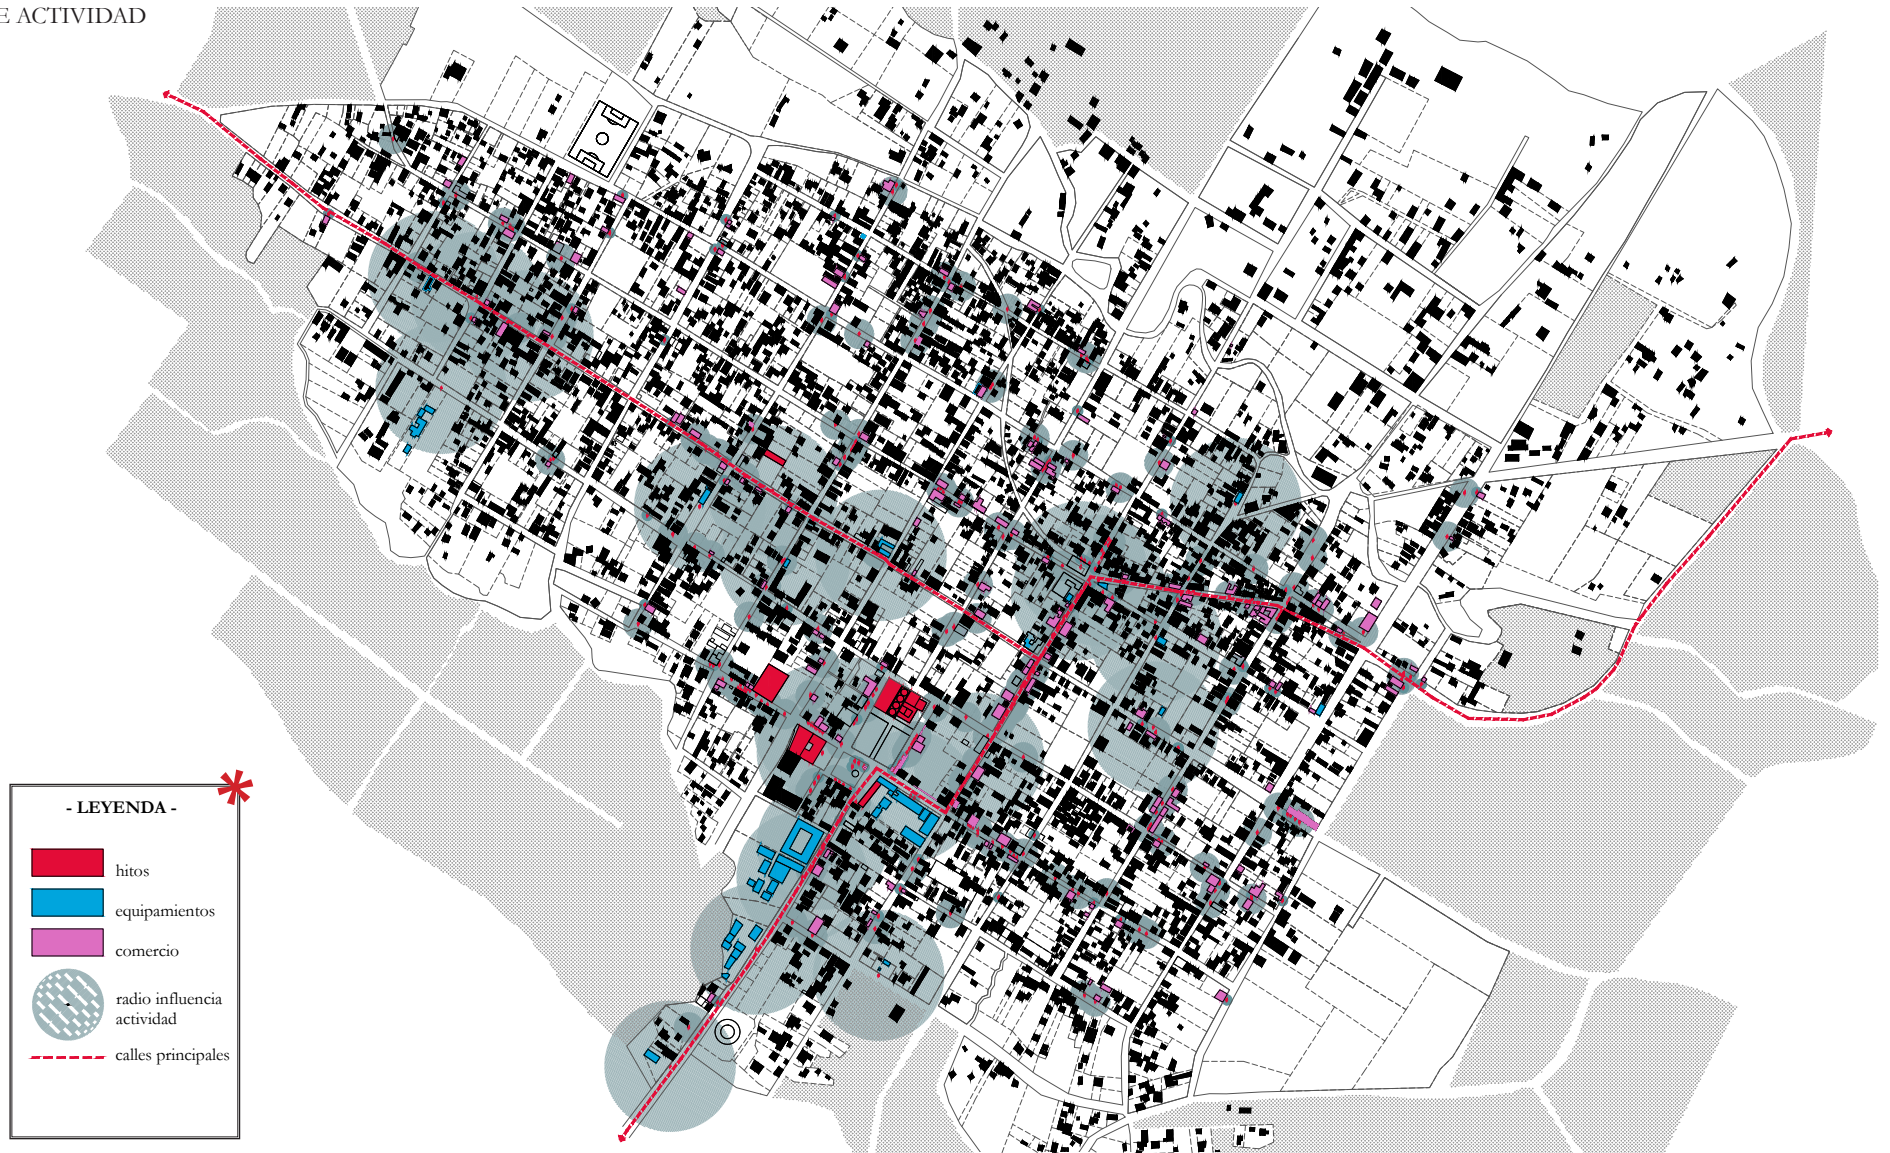 E ACTIVIDAD
- LEYENDA -
hitos
equipamientos
comercio
radio influencia
actividad
calles principales